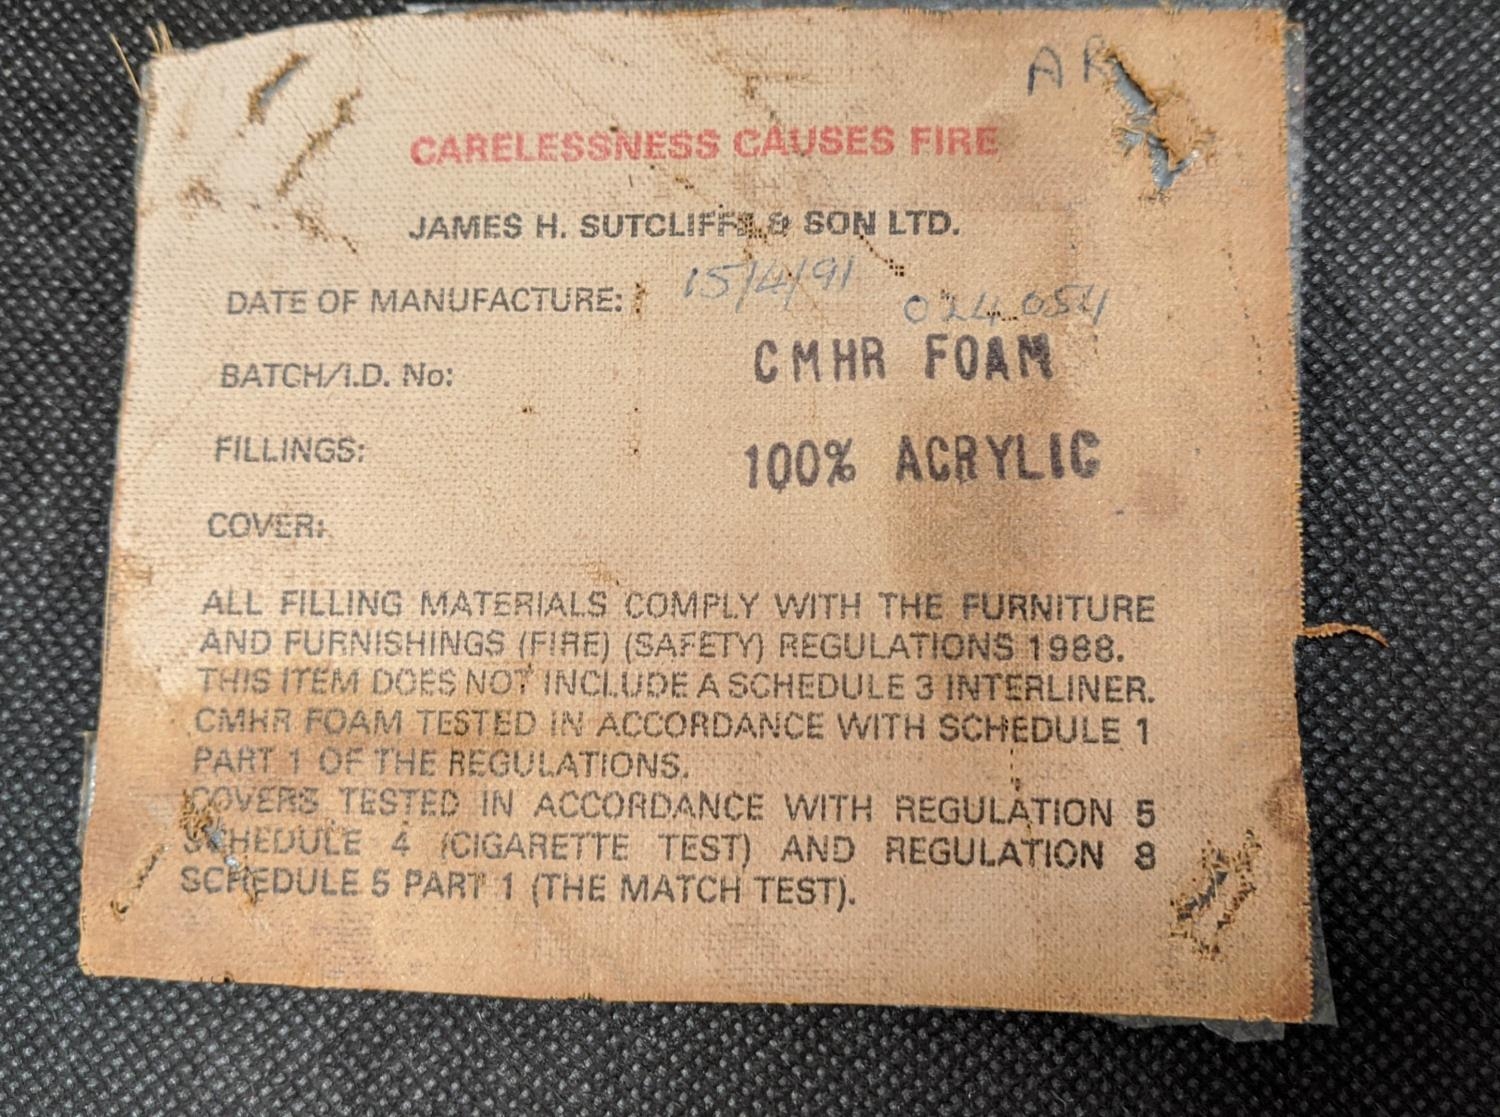 AR
CARELESSNESS CAUSES FIRE
JAMES H. SUTCLIFFE & SON LTD.
DATE OF MANUFACTURE: 15/4/91
024054
BATCH/I.D. No: CMHR FOAM
FILLINGS: 100% ACRYLIC
COVER:
ALL FILLING MATERIALS COMPLY WITH THE FURNITURE
AND FURNISHINGS (FIRE) (SAFETY) REGULATIONS 1988.
THIS ITEM DOES NOT INCLUDE A SCHEDULE 3 INTERLINER.
CMHR FOAM TESTED IN ACCORDANCE WITH SCHEDULE 1
PART 1 OF THE REGULATIONS.
COVERS TESTED IN ACCORDANCE WITH REGULATION 5
SCHEDULE 4 (CIGARETTE TEST) AND REGULATION 8
SCHEDULE 5 PART 1 (THE MATCH TEST).